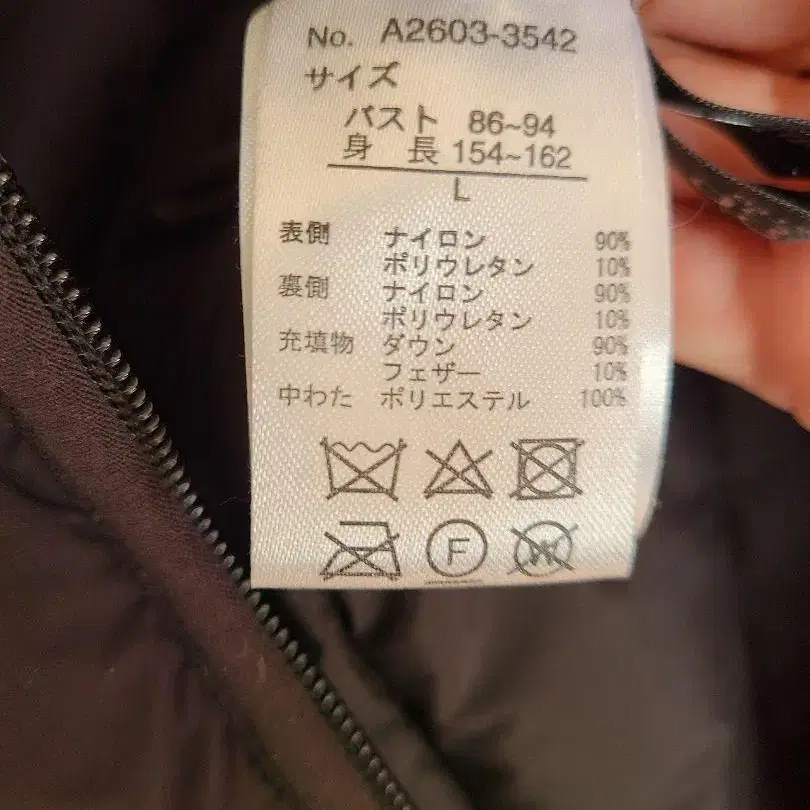 No. A2603-3542
サイズ
バスト 86~94
身 長 154~162
L
表側 ナイロン 90%
ポリウレタン 10%
裏側 ナイロン 90%
ポリウレタン 10%
充填物 ダウン 90%
フェザー 10%
中わた ポリエステル 100%
F W